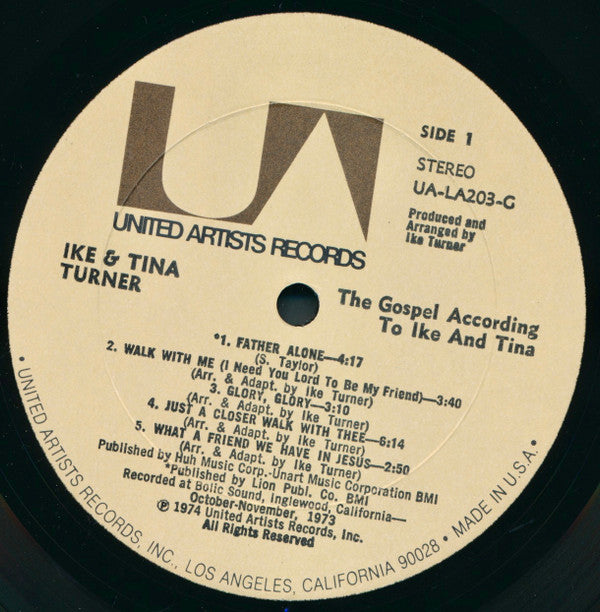 UA
UNITED ARTISTS RECORDS
SIDE 1
STEREO
UA-LA203-G
Produced and
Arranged by
Ike Turner
IKE & TINA
TURNER
The Gospel According
To Ike And Tina
*1. FATHER ALONE—4:17
(S. Taylor)
2. WALK WITH ME (I Need You Lord To Be My Friend)—3:40
(Arr. & Adapt. by Ike Turner)
3. GLORY, GLORY—3:10
(Arr. & Adapt. by Ike Turner)
4. JUST A CLOSER WALK WITH THEE—6:14
(Arr. & Adapt. by Ike Turner)
5. WHAT A FRIEND WE HAVE IN JESUS—2:50
(Arr. & Adapt. by Ike Turner)
Published by Huh Music Corp.-Unart Music Corporation BMI
*Published by Lion Publ. Co. BMI
Recorded at Bolic Sound, Inglewood, California—
October-November, 1973
℗ 1974 United Artists Records, Inc.
All Rights Reserved
• UNITED ARTISTS RECORDS, INC., LOS ANGELES, CALIFORNIA 90028 • MADE IN U.S.A. •